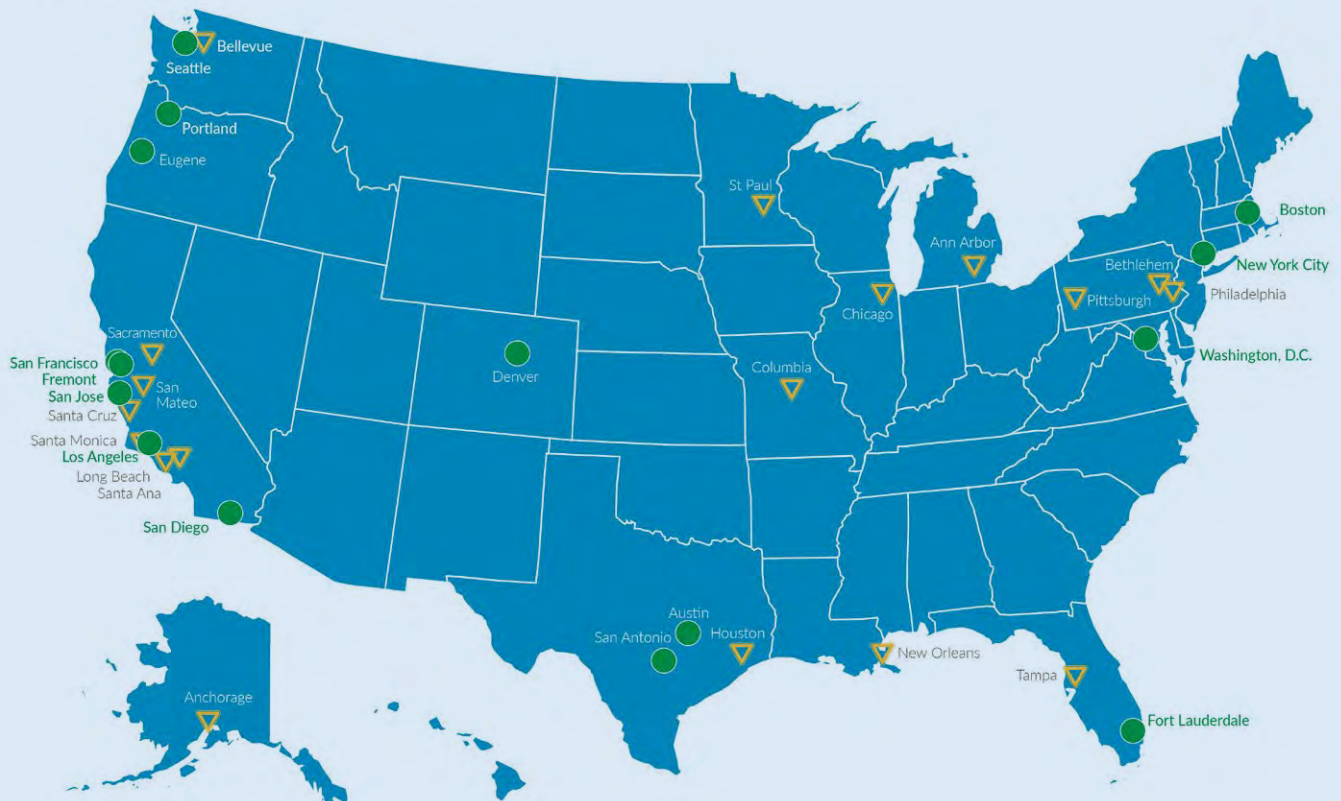 Bellevue
Seattle
Portland
Eugene
St Paul
Ann Arbor
Boston
New York City
Bethlehem
Philadelphia
Pittsburgh
Chicago
Washington, D.C.
Sacramento
San Francisco
Fremont
San Jose
San
Mateo
Santa Cruz
Denver
Columbia
Santa Monica
Los Angeles
Long Beach
Santa Ana
San Diego
Austin
San Antonio
Houston
New Orleans
Tampa
Anchorage
Fort Lauderdale